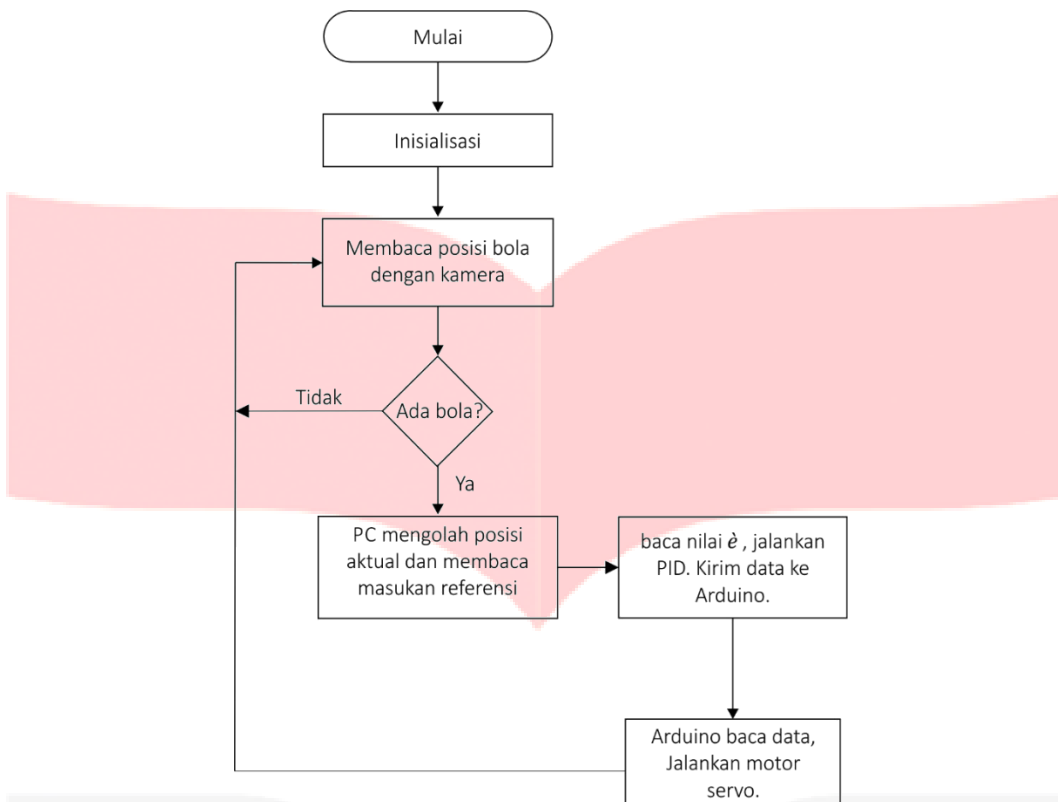 Mulai
Inisialisasi
Membaca posisi bola
dengan kamera
Tidak
Ada bola?
Ya
PC mengolah posisi
aktual dan membaca
masukan referensi
baca nilai è , jalankan
PID. Kirim data ke
Arduino.
Arduino baca data,
Jalankan motor
servo.